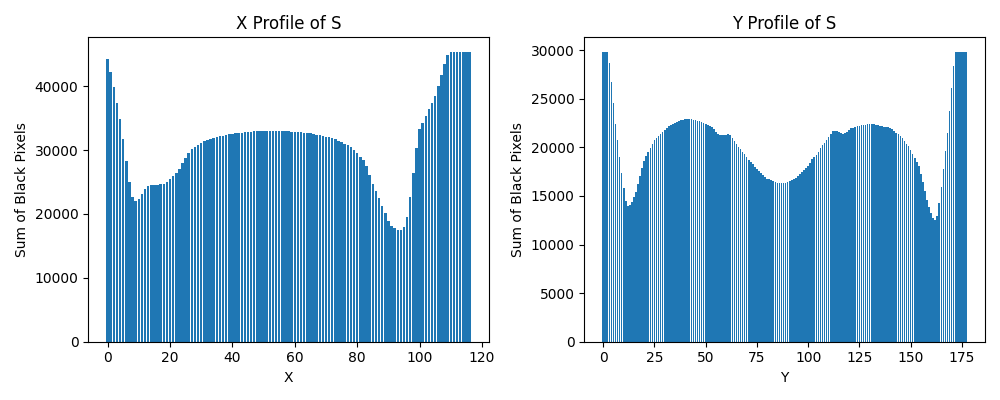 X Profile of S
Sum of Black Pixels
40000
30000
20000
10000
0
0 20 40 60 80 100 120
X
Y Profile of S
Sum of Black Pixels
30000
25000
20000
15000
10000
5000
0
0 25 50 75 100 125 150 175
Y